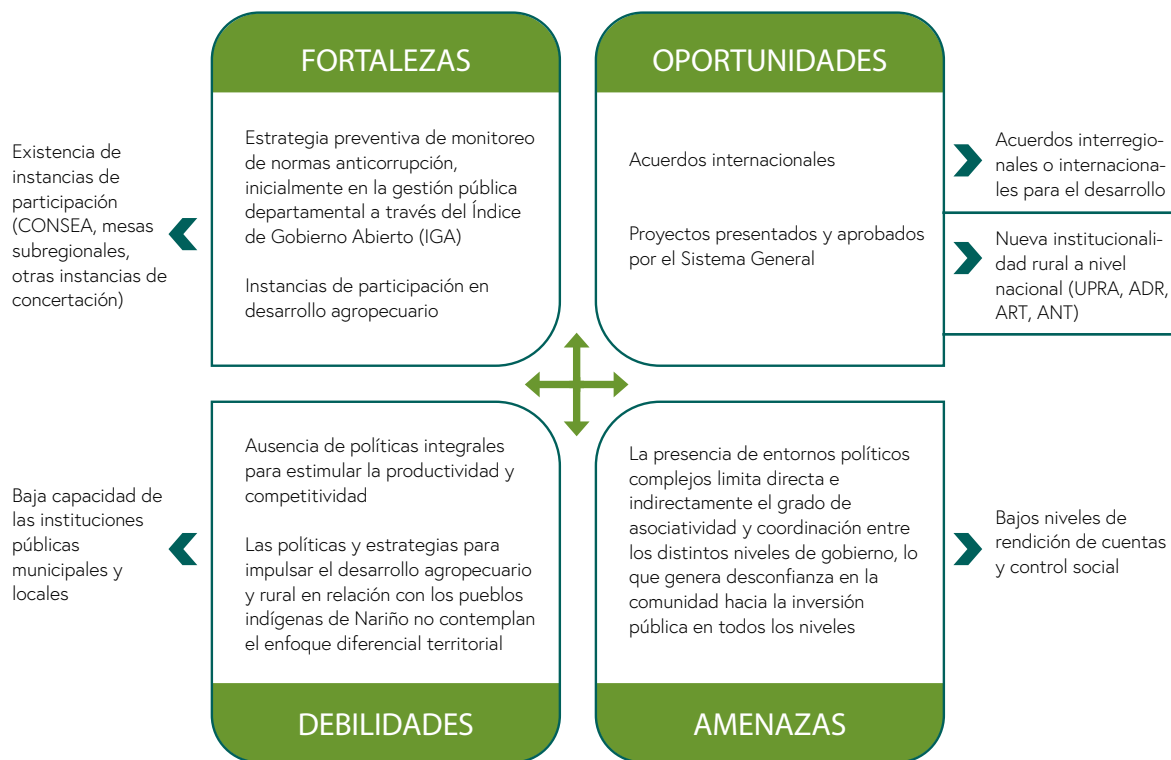 FORTALEZAS
Existencia de
instancias de
participación
(CONSEA, mesas
subregionales,
otras instancias de
concertación)
Estrategia preventiva de monitoreo
de normas anticorrupción,
inicialmente en la gestión pública
departamental a través del Índice
de Gobierno Abierto (IGA)
Instancias de participación en
desarrollo agropecuario
OPORTUNIDADES
Acuerdos internacionales
Proyectos presentados y aprobados
por el Sistema General
Acuerdos interregio-
nales o internaciona-
les para el desarrollo
Nueva institucionali-
dad rural a nivel
nacional (UPRA, ADR,
ART, ANT)
Baja capacidad de
las instituciones
públicas
municipales y
locales
Ausencia de políticas integrales
para estimular la productividad y
competitividad
Las políticas y estrategias para
impulsar el desarrollo agropecuario
y rural en relación con los pueblos
indígenas de Nariño no contemplan
el enfoque diferencial territorial
DEBILIDADES
La presencia de entornos políticos
complejos limita directa e
indirectamente el grado de
asociatividad y coordinación entre
los distintos niveles de gobierno, lo
que genera desconfianza en la
comunidad hacia la inversión
pública en todos los niveles
AMENAZAS
Bajos niveles de
rendición de cuentas
y control social